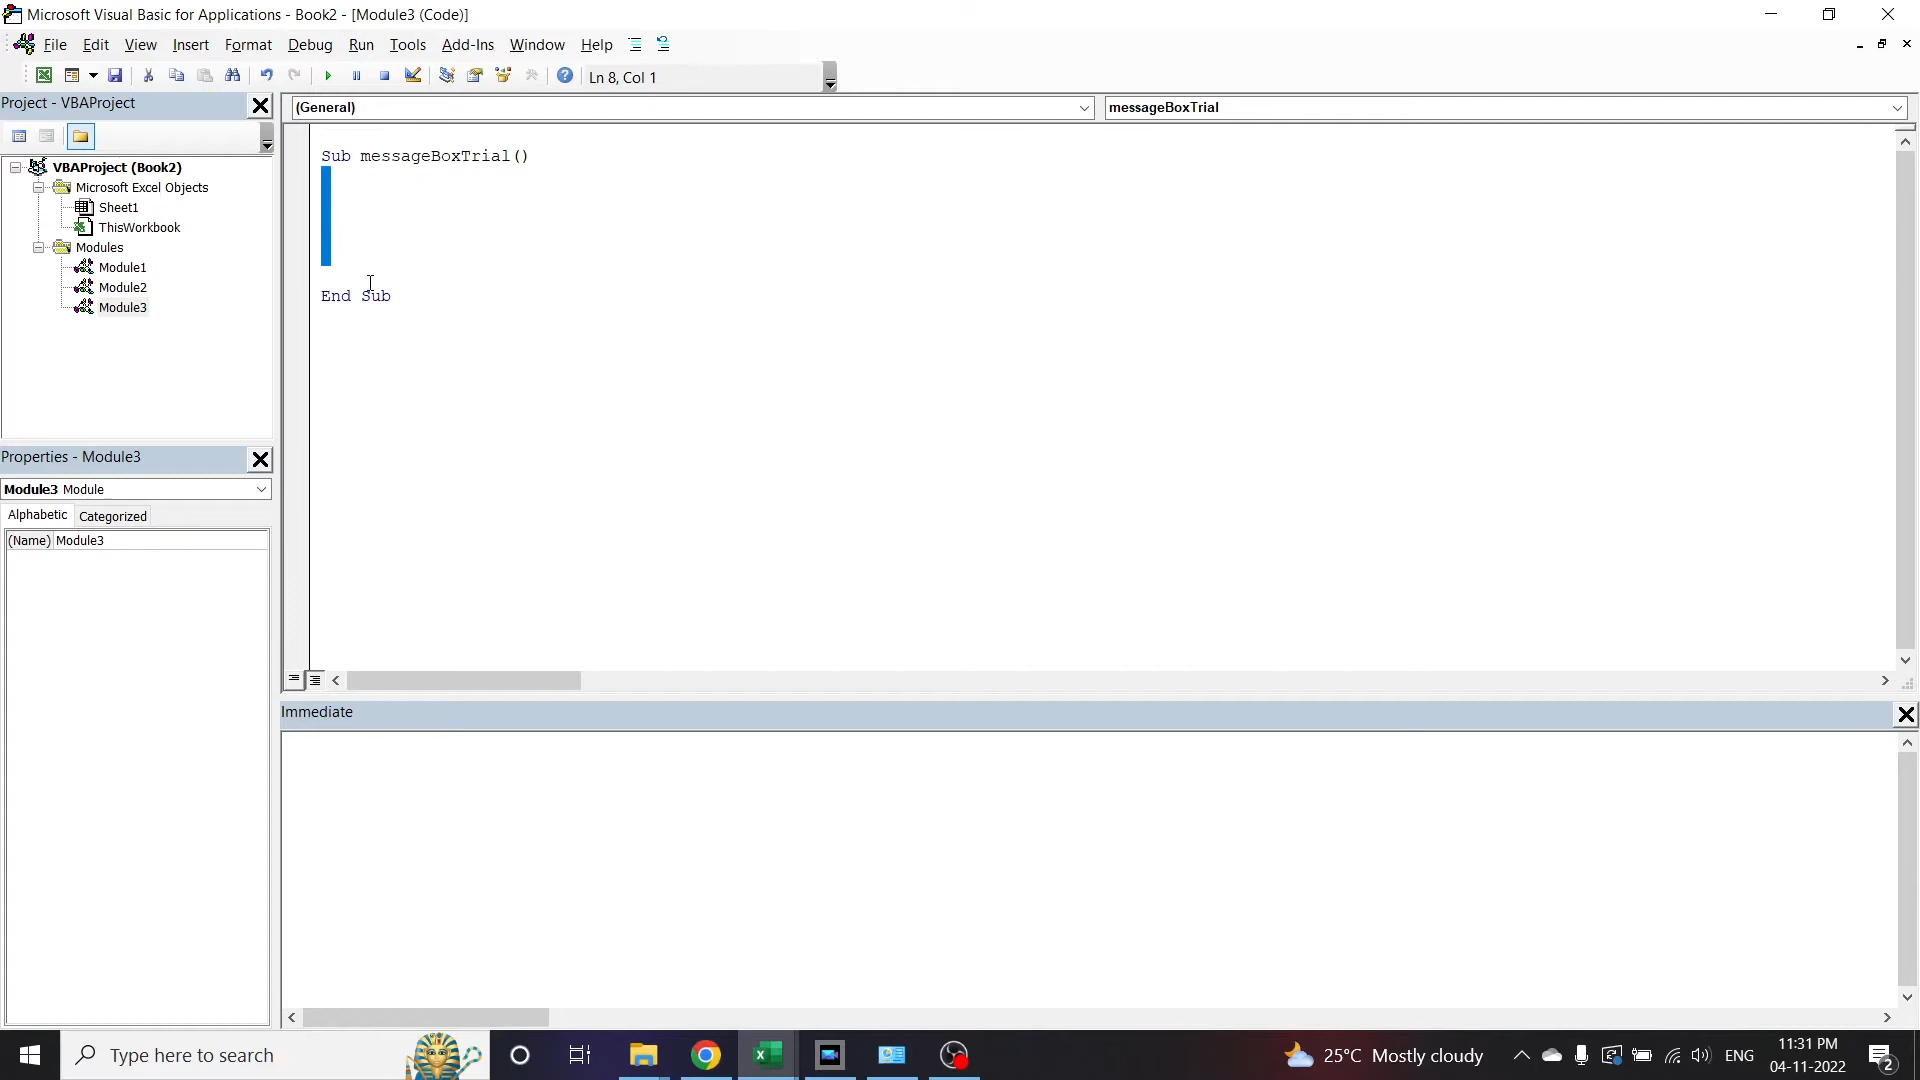 Microsoft Visual Basic for Applications - Book2 - [Module3 (Code)]
File Edit View Insert Format Debug Run Tools Add-Ins Window Help
Ln 8, Col 1
Project - VBAProject
(General)
messageBoxTrial
VBAProject (Book2)
Microsoft Excel Objects
Sheet1
ThisWorkbook
Modules
Module1
Module2
Module3
Sub messageBoxTrial()
End Sub
Properties - Module3
Module3 Module
Alphabetic Categorized
(Name) Module3
Immediate
Type here to search
25°C Mostly cloudy
ENG
11:31 PM
04-11-2022
2